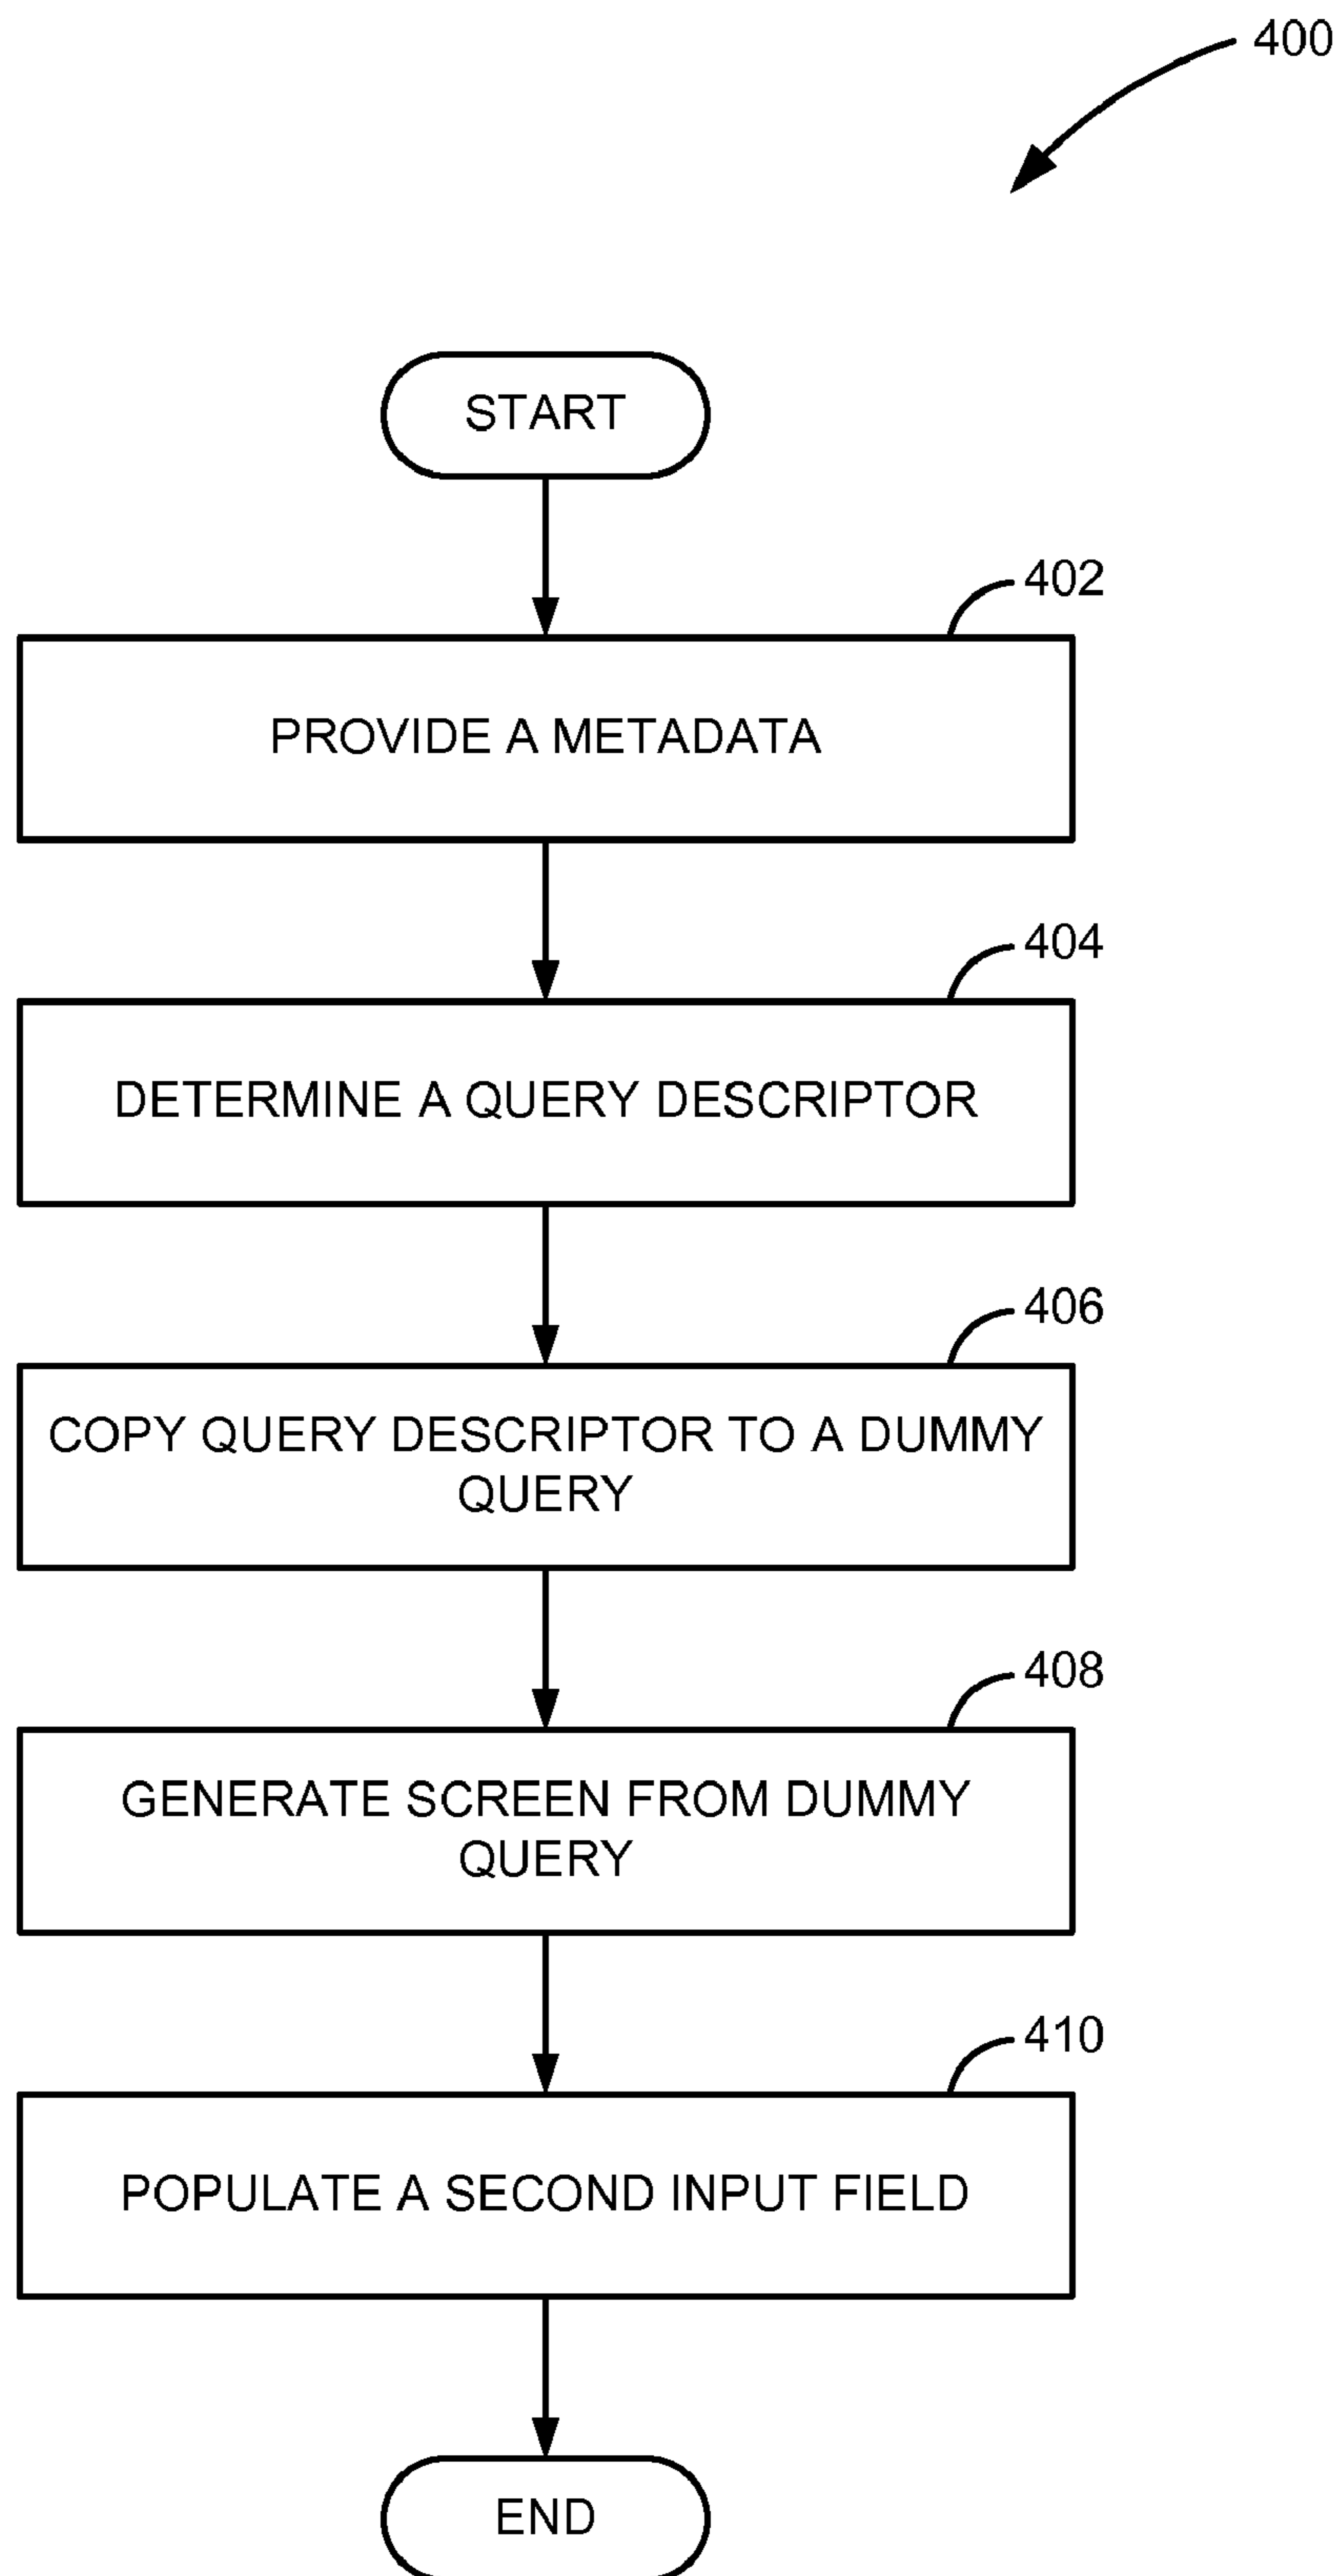 400
START
402
PROVIDE A METADATA
404
DETERMINE A QUERY DESCRIPTOR
406
COPY QUERY DESCRIPTOR TO A DUMMY
QUERY
408
GENERATE SCREEN FROM DUMMY
QUERY
410
POPULATE A SECOND INPUT FIELD
END